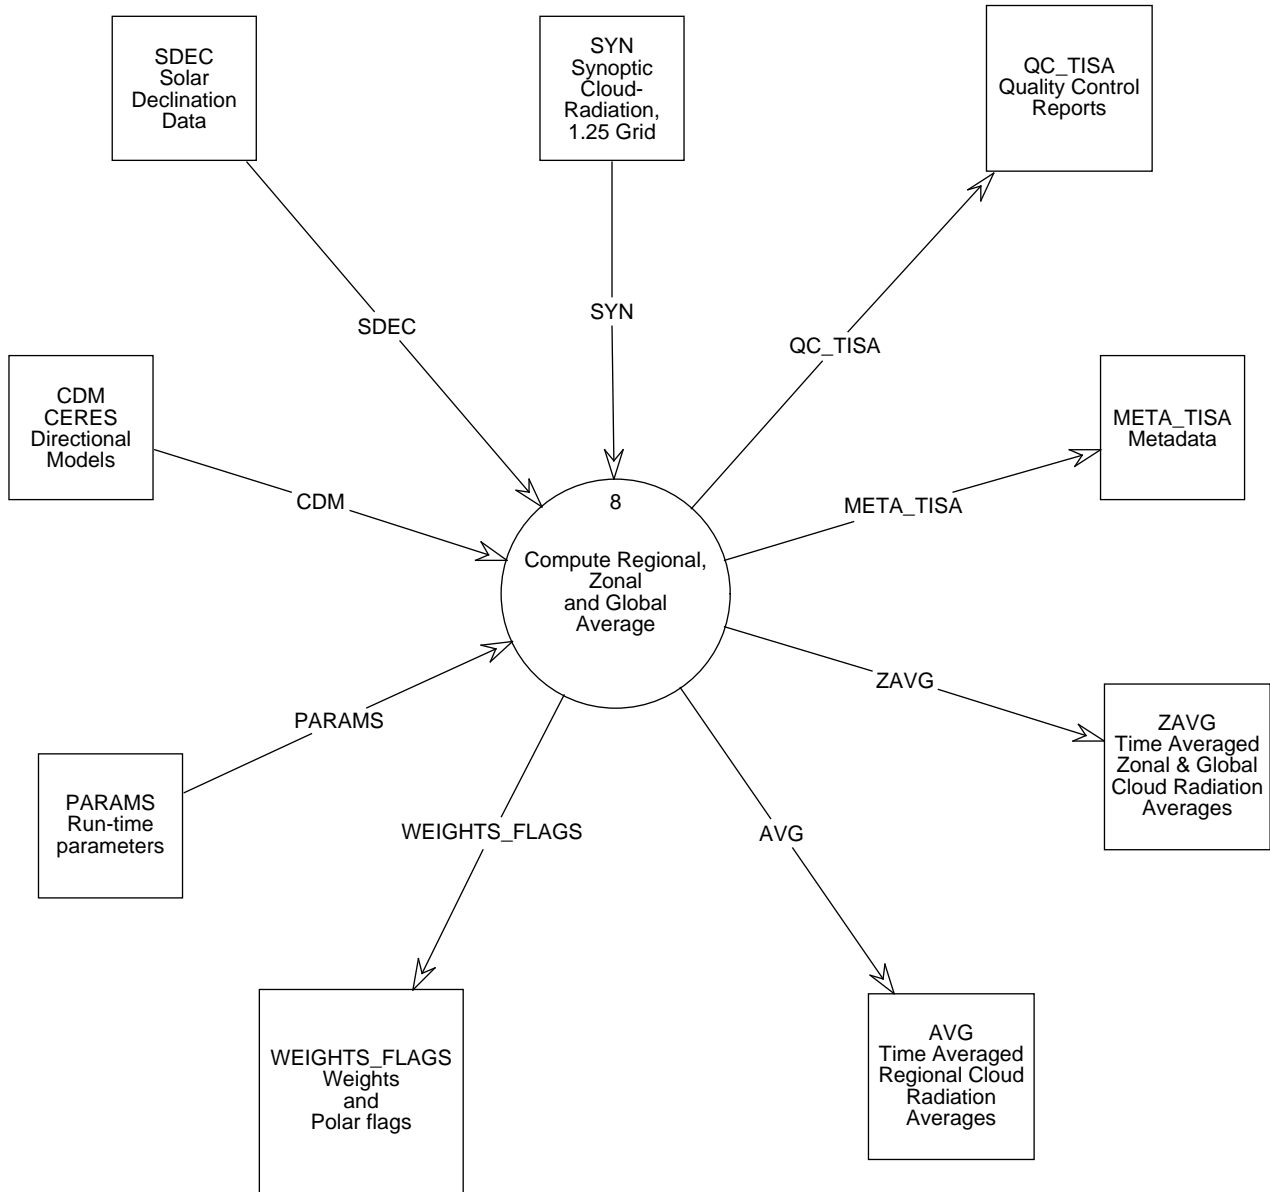 SDEC
Solar
Declination
Data
SYN
Synoptic
Cloud-
Radiation,
1.25 Grid
QC_TISA
Quality Control
Reports
SDEC
SYN
QC_TISA
CDM
CERES
Directional
Models
META_TISA
Metadata
CDM
META_TISA
8
Compute Regional,
Zonal
and Global
Average
ZAVG
PARAMS
ZAVG
Time Averaged
Zonal & Global
Cloud Radiation
Averages
PARAMS
Run-time
parameters
WEIGHTS_FLAGS
AVG
WEIGHTS_FLAGS
Weights
and
Polar flags
AVG
Time Averaged
Regional Cloud
Radiation
Averages